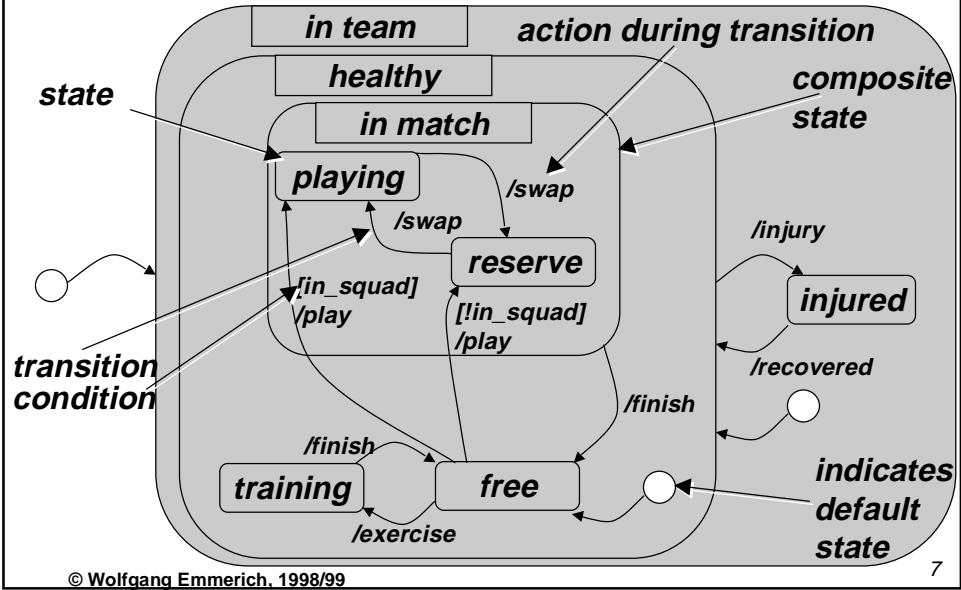 in team
action during transition
healthy
composite
state
state
in match
playing
/swap
/swap
reserve
/injury
injured
[in_squad]
/play
[!in_squad]
/play
transition
condition
/recovered
/finish
/finish
training
free
/exercise
indicates
default
state
© Wolfgang Emmerich, 1998/99
7